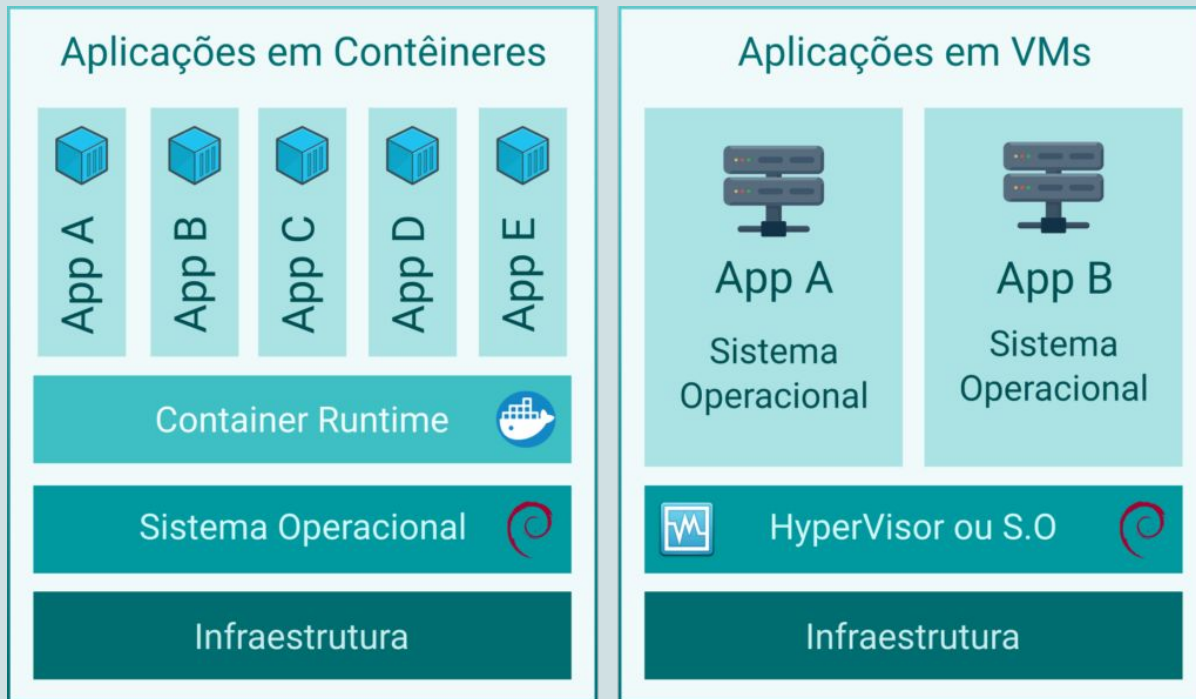 Aplicações em Contêineres
App A
App B
App C
App D
App E
Container Runtime
Sistema Operacional
Infraestrutura
Aplicações em VMs
App A
Sistema
Operacional
App B
Sistema
Operacional
HyperVisor ou S.O
Infraestrutura